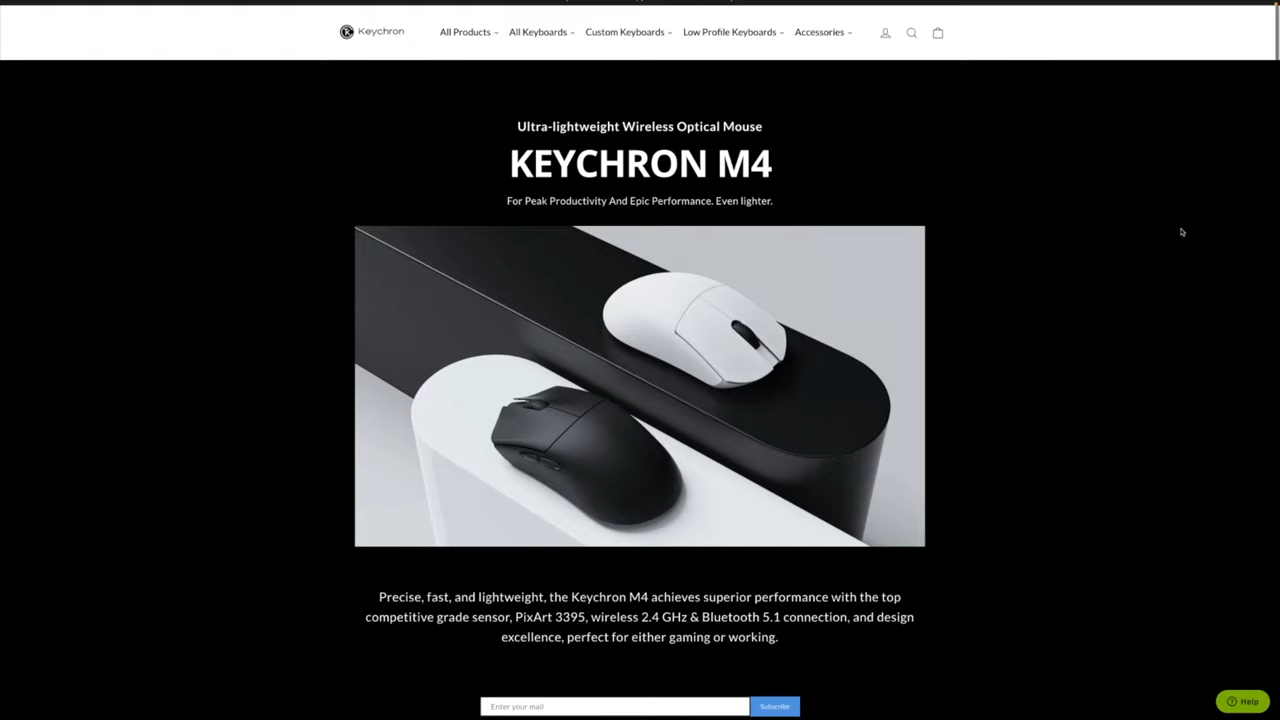 Keychron
All Products
All Keyboards
Custom Keyboards
Low Profile Keyboards
Accessories
Ultra-lightweight Wireless Optical Mouse
KEYCHRON M4
For Peak Productivity And Epic Performance. Even lighter.
Precise, fast, and lightweight, the Keychron M4 achieves superior performance with the top
competitive grade sensor, PixArt 3395, wireless 2.4 GHz & Bluetooth 5.1 connection, and design
excellence, perfect for either gaming or working.
Enter your mail
Subscribe
Help